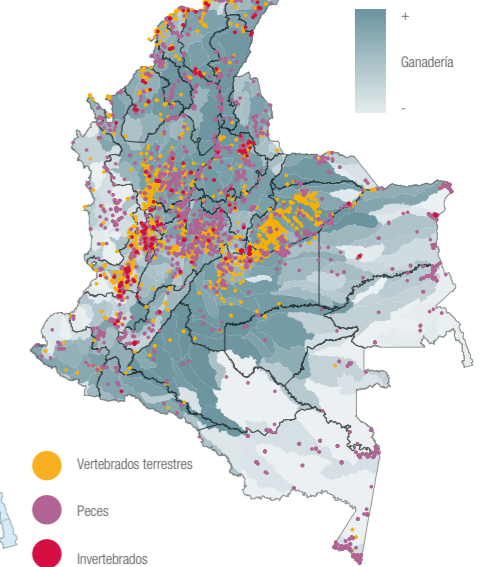 +
Ganadería
-
Vertebrados terrestres
Peces
Invertebrados